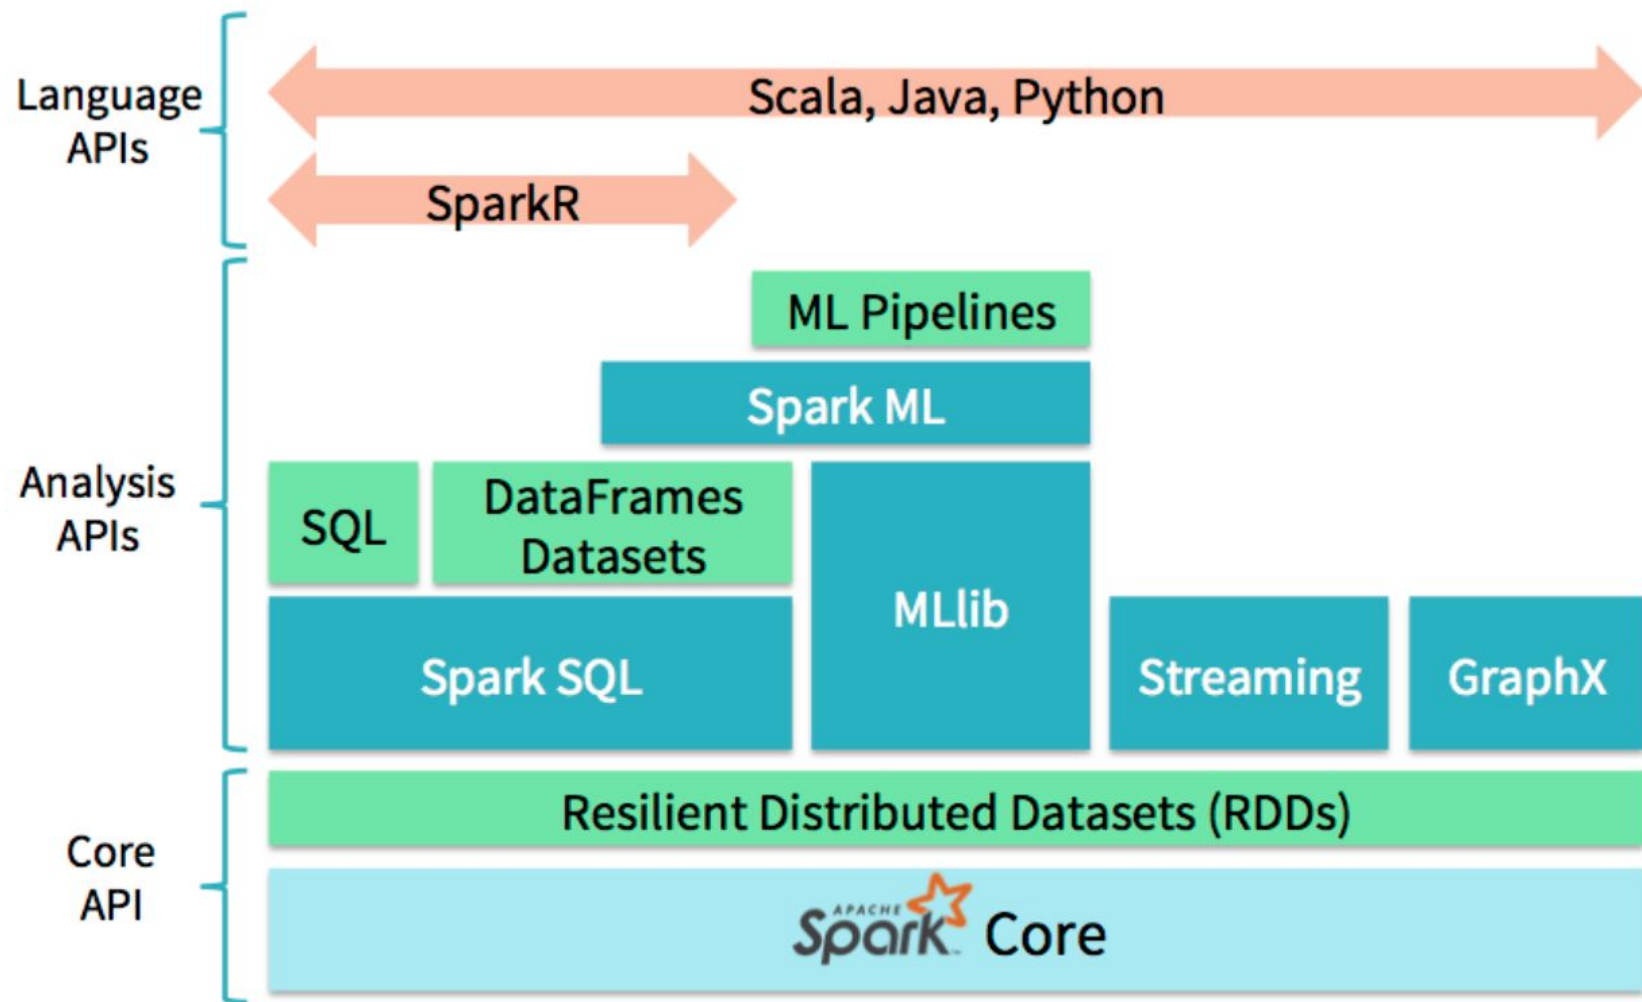 Language
APIs
Scala, Java, Python
SparkR
Analysis
APIs
ML Pipelines
Spark ML
SQL
DataFrames
Datasets
MLlib
Spark SQL
Streaming
GraphX
Core
API
Resilient Distributed Datasets (RDDs)
APACHE
Spark™ Core